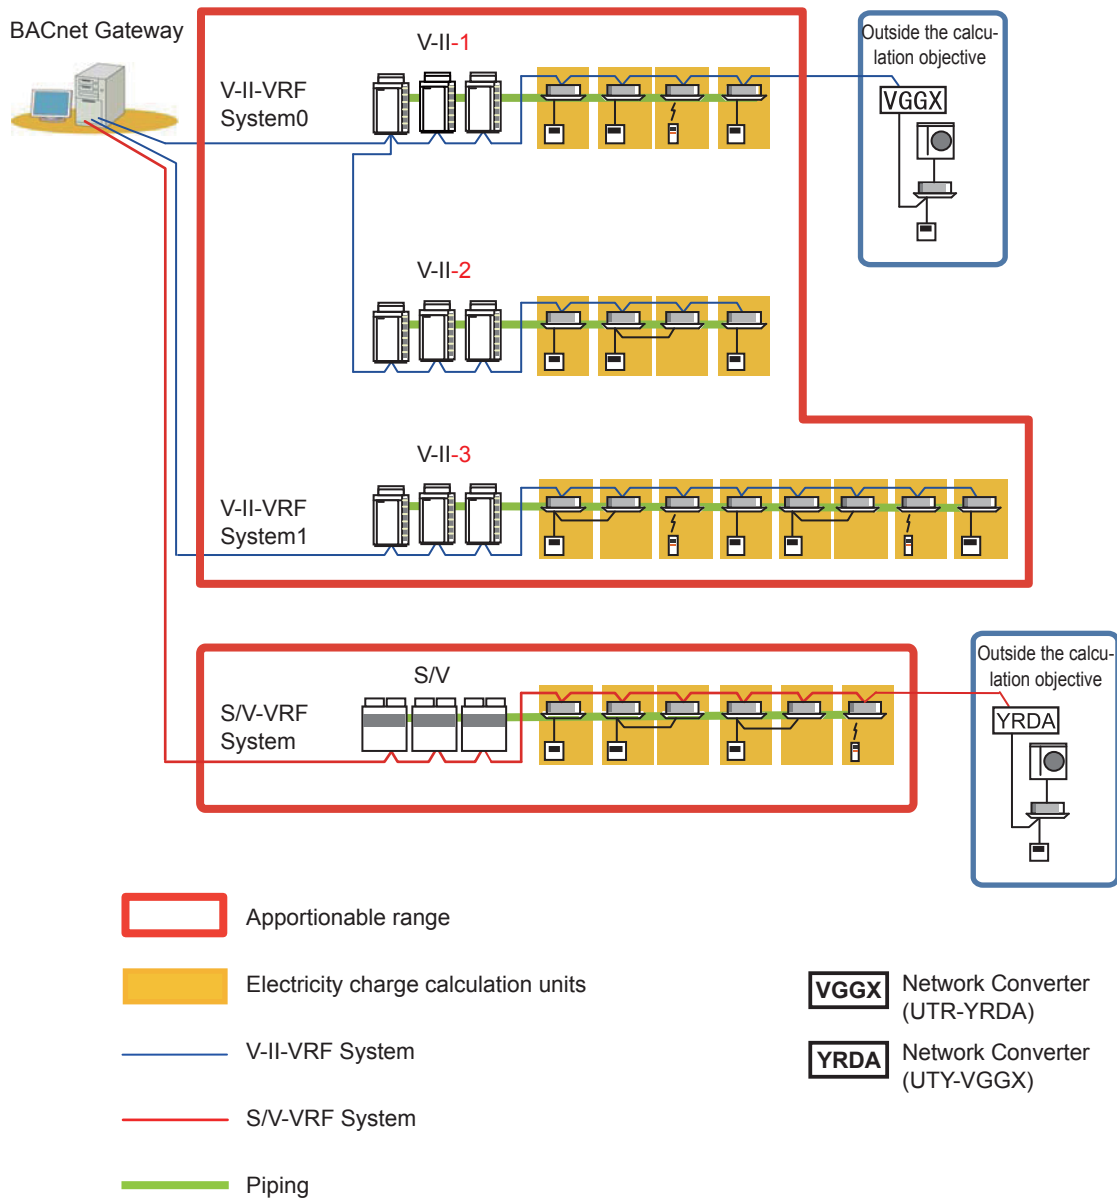 BACnet Gateway
V-II-1
Outside the calcu-
lation objective
V-II-VRF
System0
VGGX
V-II-2
V-II-3
V-II-VRF
System1
S/V
S/V-VRF
System
Outside the calcu-
lation objective
YRDA
Apportionable range
Electricity charge calculation units
V-II-VRF System
S/V-VRF System
Piping
VGGX
Network Converter
(UTR-YRDA)
YRDA
Network Converter
(UTY-VGGX)